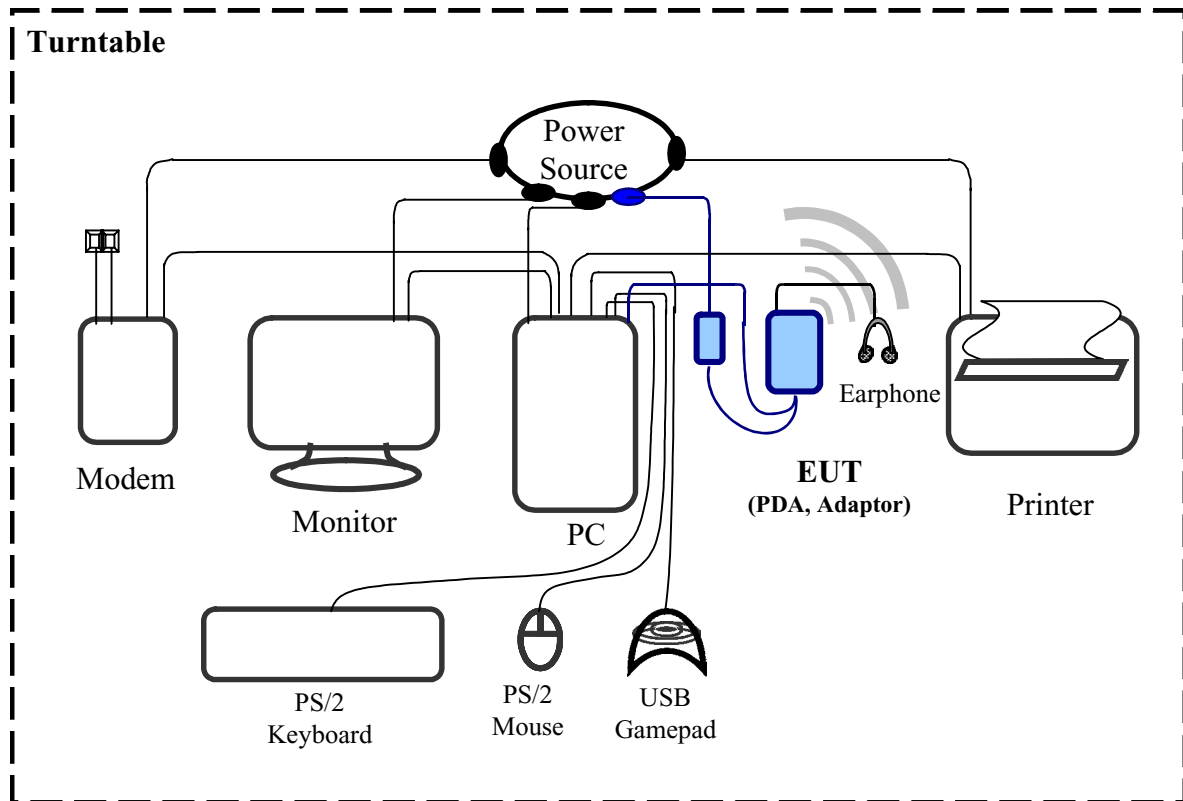 Turntable
Power
Source
Earphone
Modem
Monitor
PC
EUT
(PDA, Adaptor)
Printer
PS/2
Keyboard
PS/2
Mouse
USB
Gamepad